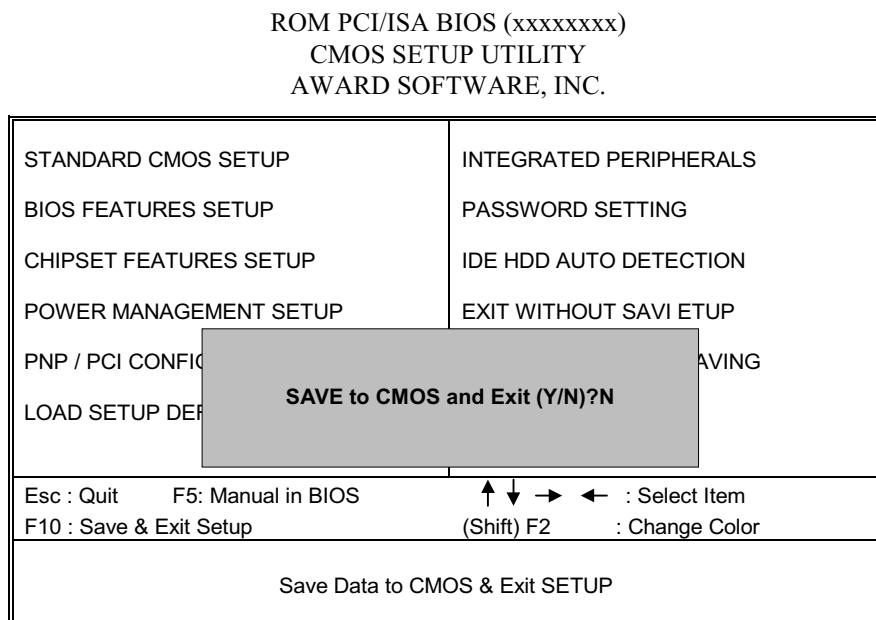 ROM PCI/ISA BIOS (xxxxxxxx)
CMOS SETUP UTILITY
AWARD SOFTWARE, INC.
STANDARD CMOS SETUP
BIOS FEATURES SETUP
CHIPSET FEATURES SETUP
POWER MANAGEMENT SETUP
PNP / PCI CONFIG
LOAD SETUP DEF
INTEGRATED PERIPHERALS
PASSWORD SETTING
IDE HDD AUTO DETECTION
EXIT WITHOUT SAVI ETUP
AVING
SAVE to CMOS and Exit (Y/N)?N
Esc : Quit F5: Manual in BIOS ↑ ↓ → ← : Select Item
F10 : Save & Exit Setup (Shift) F2 : Change Color
Save Data to CMOS & Exit SETUP